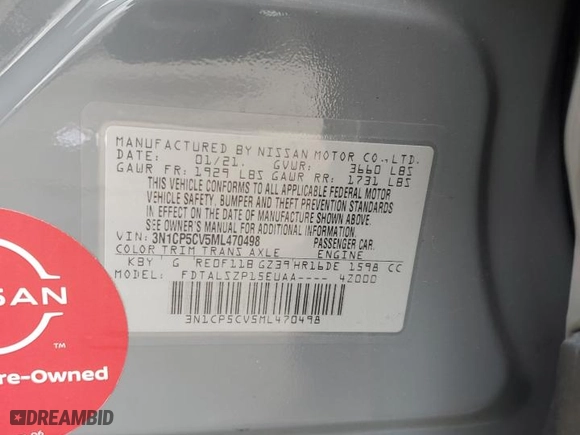 MANUFACTURED BY NISSAN MOTOR CO.,LTD.
DATE: 01/21. GVWR: 3660 LBS
GAWR FR: 1929 LBS GAWR RR: 1731 LBS
THIS VEHICLE CONFORMS TO ALL APPLICABLE FEDERAL MOTOR
VEHICLE SAFETY, BUMPER AND THEFT PREVENTION STANDARDS
IN EFFECT ON THE DATE OF MANUFACTURE SHOWN ABOVE.
SEE OWNER'S MANUAL FOR ADDITIONAL INFORMATION.
VIN: 3N1CP5CV5ML470498 PASSENGER CAR
COLOR TRIM TRANS AXLE ENGINE
KBY G RE0F11B GZ39 HR16DE 1598 CC
MODEL: FDTALSZP15EUAA---- 42000
3N1CP5CV5ML470498
SSAN
TM
re-Owned
DREAMBID